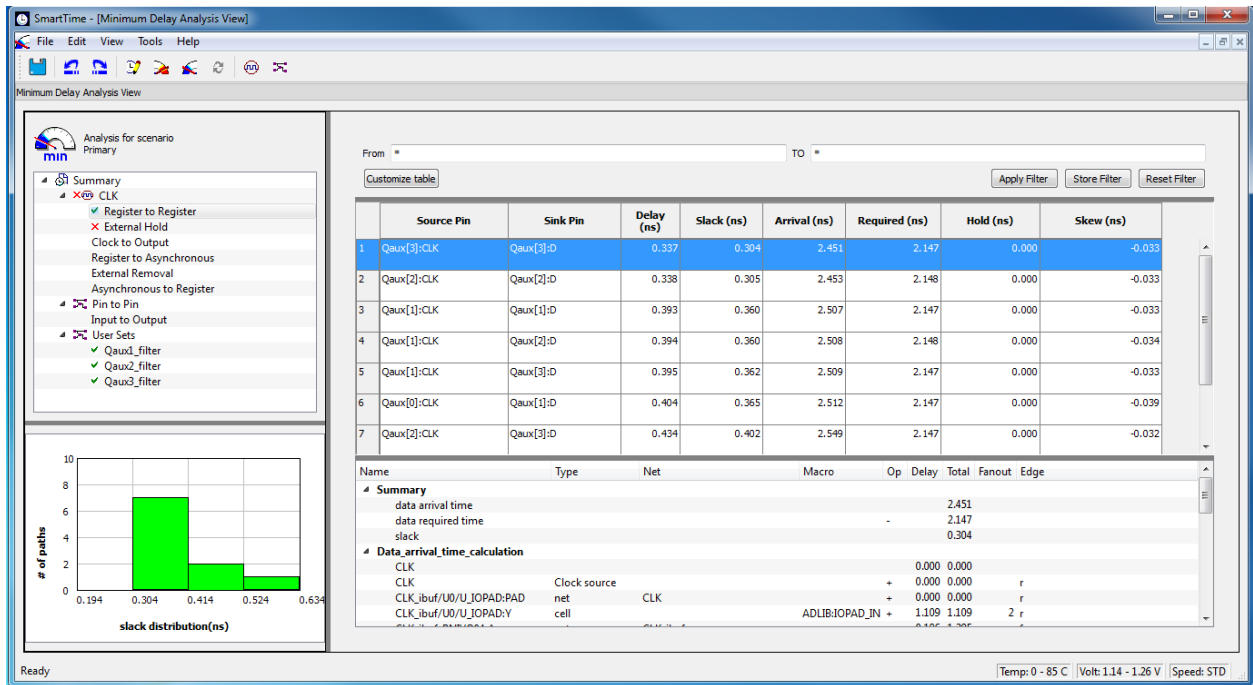 SmartTime - [Minimum Delay Analysis View]
File Edit View Tools Help
Minimum Delay Analysis View
Analysis for scenario
Primary
min
Summary
CLK
Register to Register
External Hold
Clock to Output
Register to Asynchronous
External Removal
Asynchronous to Register
Pin to Pin
Input to Output
User Sets
Qaux1_filter
Qaux2_filter
Qaux3_filter
10
8
6
4
2
0
# of paths
0.194 0.304 0.414 0.524 0.634
slack distribution(ns)
From * TO *
Customize table Apply Filter Store Filter Reset Filter
Source Pin Sink Pin Delay (ns) Slack (ns) Arrival (ns) Required (ns) Hold (ns) Skew (ns)
1 Qaux[3]:CLK Qaux[3]:D 0.337 0.304 2.451 2.147 0.000 -0.033
2 Qaux[2]:CLK Qaux[2]:D 0.338 0.305 2.453 2.148 0.000 -0.033
3 Qaux[1]:CLK Qaux[1]:D 0.393 0.360 2.507 2.147 0.000 -0.033
4 Qaux[1]:CLK Qaux[2]:D 0.394 0.360 2.508 2.148 0.000 -0.034
5 Qaux[1]:CLK Qaux[3]:D 0.395 0.362 2.509 2.147 0.000 -0.033
6 Qaux[0]:CLK Qaux[1]:D 0.404 0.365 2.512 2.147 0.000 -0.039
7 Qaux[2]:CLK Qaux[3]:D 0.434 0.402 2.549 2.147 0.000 -0.032
Name Type Net Macro Op Delay Total Fanout Edge
Summary
data arrival time 2.451
data required time - 2.147
slack 0.304
Data_arrival_time_calculation
CLK 0.000 0.000
CLK Clock source + 0.000 0.000 r
CLK_ibuf/U0/U_IOPAD:PAD net CLK + 0.000 0.000 r
CLK_ibuf/U0/U_IOPAD:Y cell ADLIB:IOPAD_IN + 1.109 1.109 2 r
Ready Temp: 0 - 85 C Volt: 1.14 - 1.26 V Speed: STD